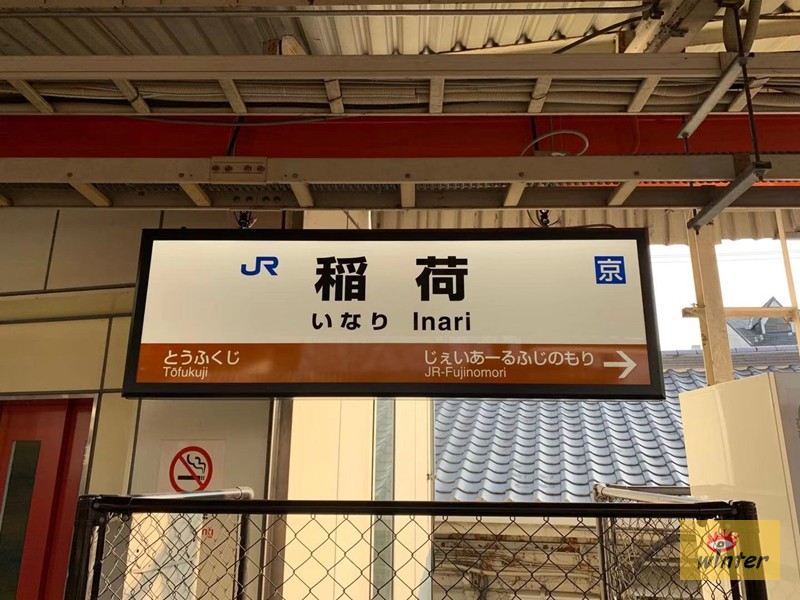 JR
稲荷
京
いなり Inari
とうふくじ
Tōfukuji
じぇいあーるふじのもり
JR-Fujinomori
winter